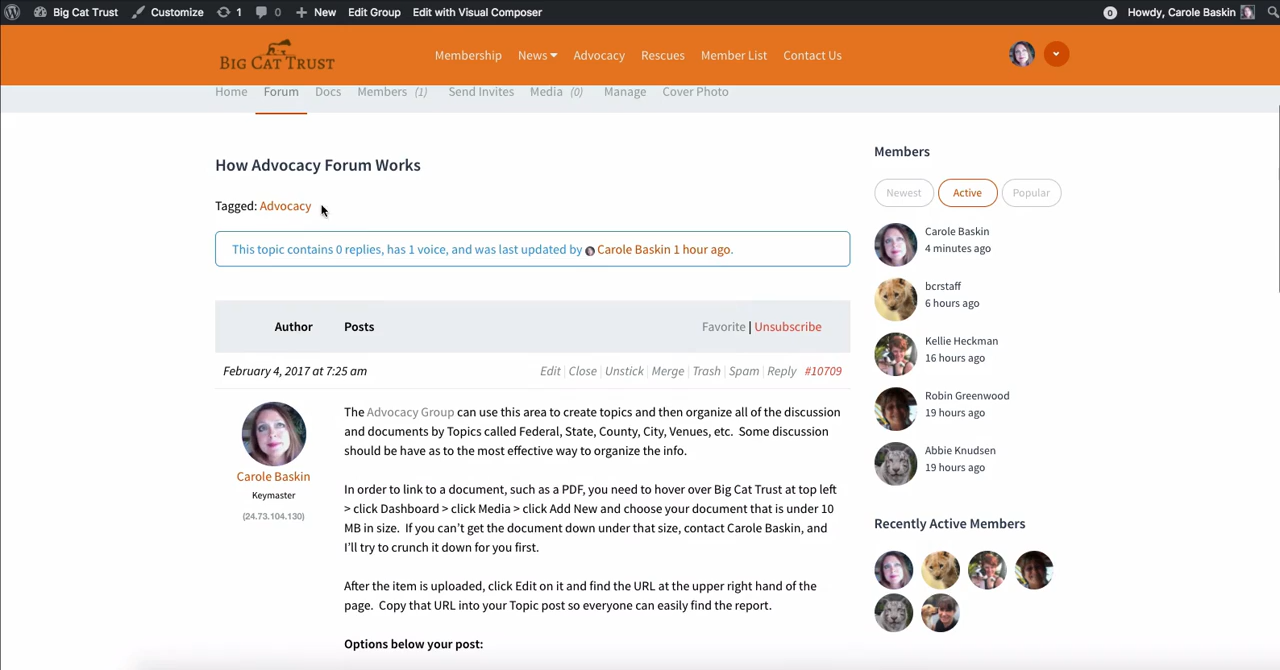 Big Cat Trust Customize 1 0 New Edit Group Edit with Visual Composer 0 Howdy, Carole Baskin
BIG CAT TRUST Membership News Advocacy Rescues Member List Contact Us
Home Forum Docs Members (1) Send Invites Media (0) Manage Cover Photo
How Advocacy Forum Works
Tagged: Advocacy
This topic contains 0 replies, has 1 voice, and was last updated by Carole Baskin 1 hour ago.
Author Posts Favorite | Unsubscribe
February 4, 2017 at 7:25 am Edit | Close | Unstick | Merge | Trash | Spam | Reply #10709
Carole Baskin
Keymaster
(24.73.104.130)
The Advocacy Group can use this area to create topics and then organize all of the discussion
and documents by Topics called Federal, State, County, City, Venues, etc. Some discussion
should be have as to the most effective way to organize the info.
In order to link to a document, such as a PDF, you need to hover over Big Cat Trust at top left
> click Dashboard > click Media > click Add New and choose your document that is under 10
MB in size. If you can't get the document down under that size, contact Carole Baskin, and
I'll try to crunch it down for you first.
After the item is uploaded, click Edit on it and find the URL at the upper right hand of the
page. Copy that URL into your Topic post so everyone can easily find the report.
Options below your post:
Members
Newest Active Popular
Carole Baskin
4 minutes ago
bcrstaff
6 hours ago
Kellie Heckman
16 hours ago
Robin Greenwood
19 hours ago
Abbie Knudsen
19 hours ago
Recently Active Members